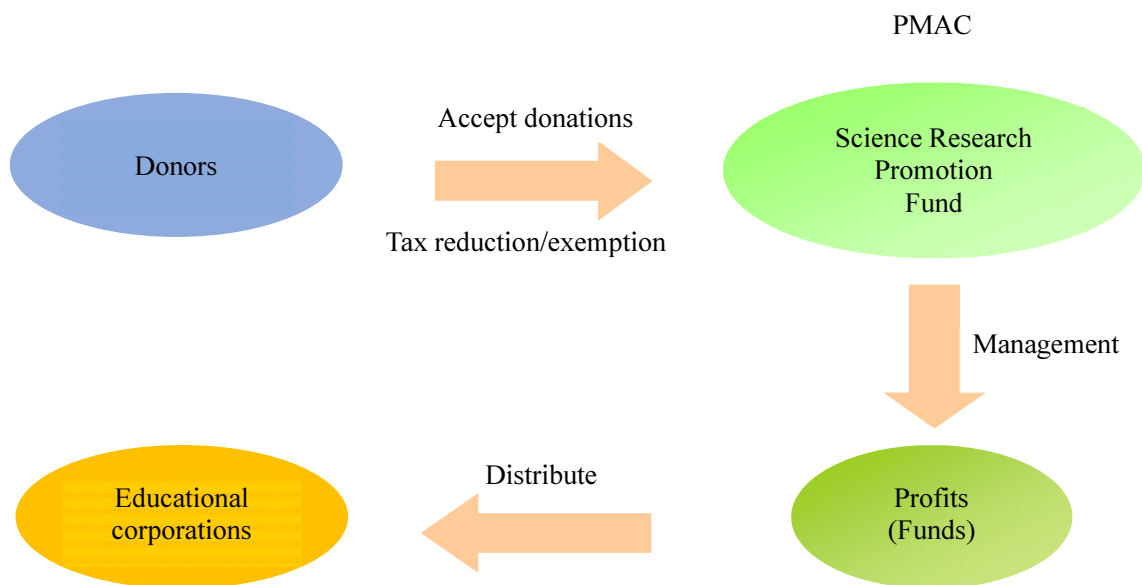 PMAC
Accept donations
Donors
Science Research
Promotion
Fund
Tax reduction/exemption
Management
Distribute
Educational
corporations
Profits
(Funds)